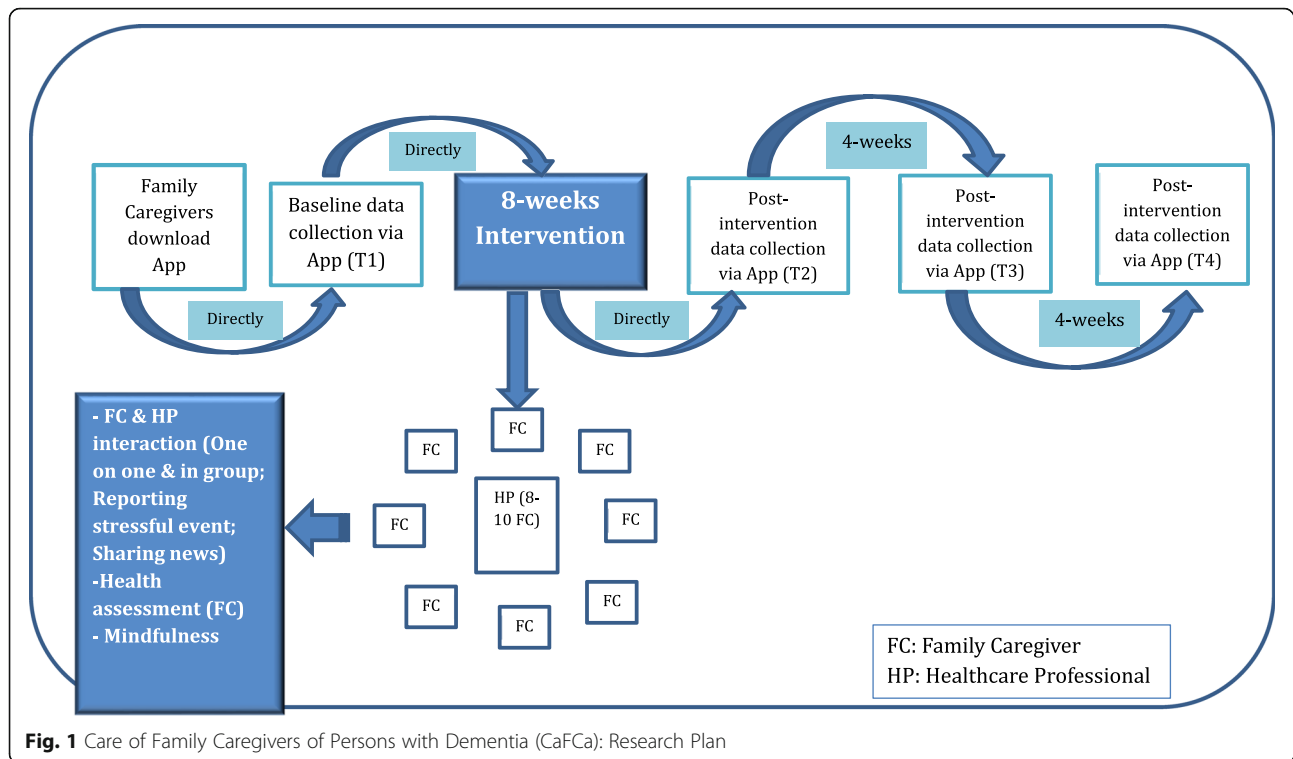 Family
Caregivers
download
App
Directly
Baseline data
collection via
App (T1)
Directly
8-weeks
Intervention
Directly
Post-
intervention
data collection
via App (T2)
4-weeks
Post-
intervention
data collection
via App (T3)
4-weeks
Post-
intervention
data collection
via App (T4)
FC
FC
FC
FC
HP (8-
10 FC)
FC
FC
FC
FC
- FC & HP
interaction (One
on one & in group;
Reporting
stressful event;
Sharing news)
-Health
assessment (FC)
- Mindfulness
FC: Family Caregiver
HP: Healthcare Professional
Fig. 1 Care of Family Caregivers of Persons with Dementia (CaFCa): Research Plan